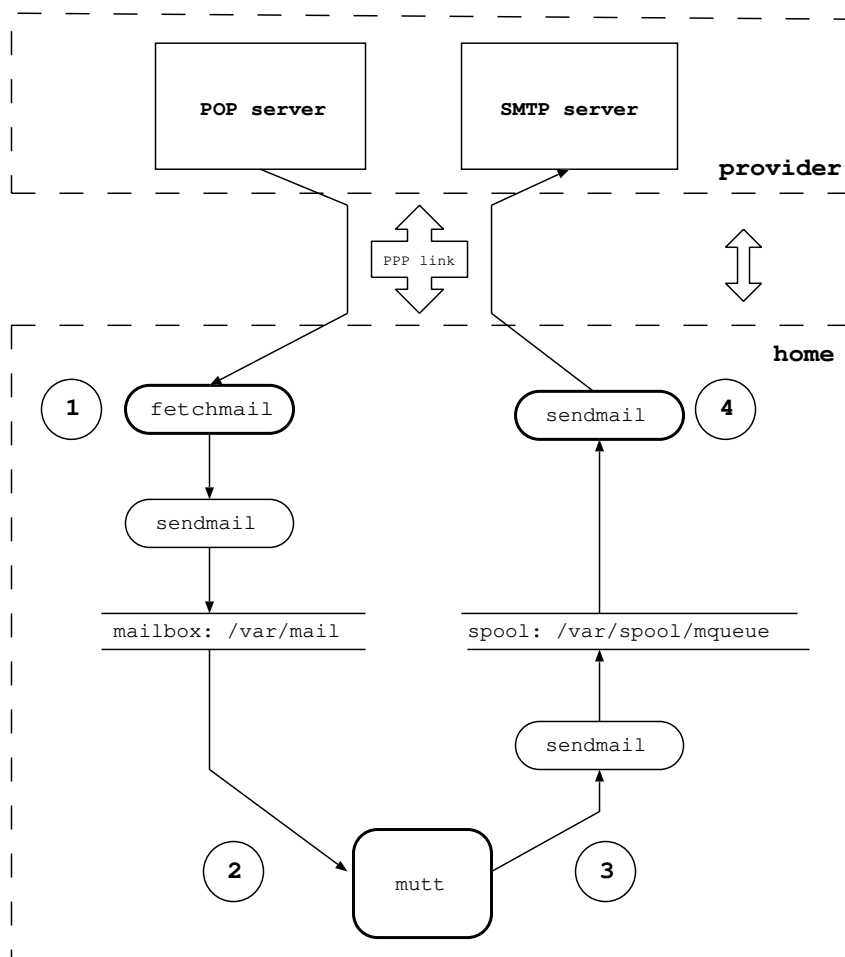 POP server
SMTP server
provider
PPP link
home
1
fetchmail
sendmail
4
sendmail
mailbox: /var/mail
spool: /var/spool/mqueue
sendmail
2
mutt
3